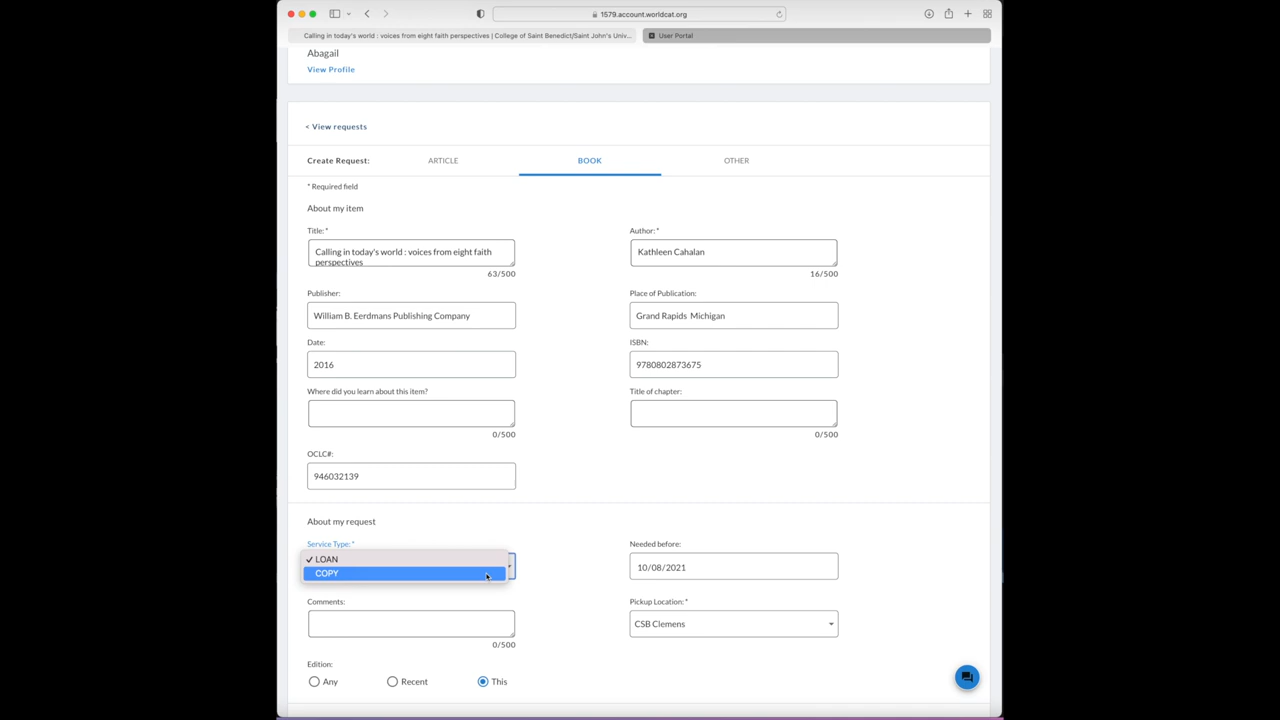 1579.account.worldcat.org
Calling in today's world : voices from eight faith perspectives | College of Saint Benedict/Saint John's Univ...
User Portal
Abagail
View Profile
< View requests
Create Request:
ARTICLE
BOOK
OTHER
* Required field
About my item
Title: *
Author: *
Calling in today's world : voices from eight faith
perspectives
Kathleen Cahalan
63/500
16/500
Publisher:
Place of Publication:
William B. Eerdmans Publishing Company
Grand Rapids Michigan
Date:
ISBN:
2016
9780802873675
Where did you learn about this item?
Title of chapter:
0/500
0/500
OCLC#:
946032139
About my request
Service Type: *
Needed before:
✓ LOAN
COPY
10/08/2021
Comments:
Pickup Location: *
CSB Clemens
0/500
Edition:
Any
Recent
This